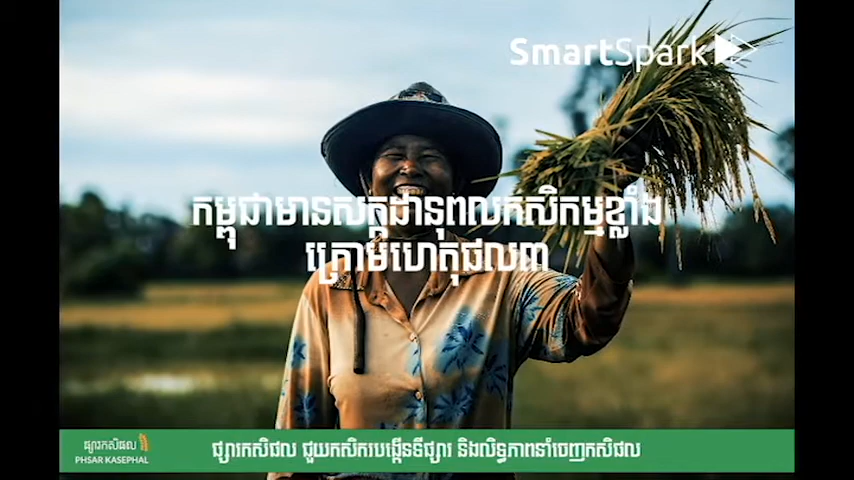 SmartSpark
កម្ពុជាមានសក្តានុពលកសិកម្មខ្លាំង
ក្រោមហេតុផល៣
ផ្សារកសិផល
PHSAR KASEPHAL
ផ្សារកសិផល ជួយកសិករបង្កើនទីផ្សារ និងលិទ្ធភាពនាំចេញកសិផល